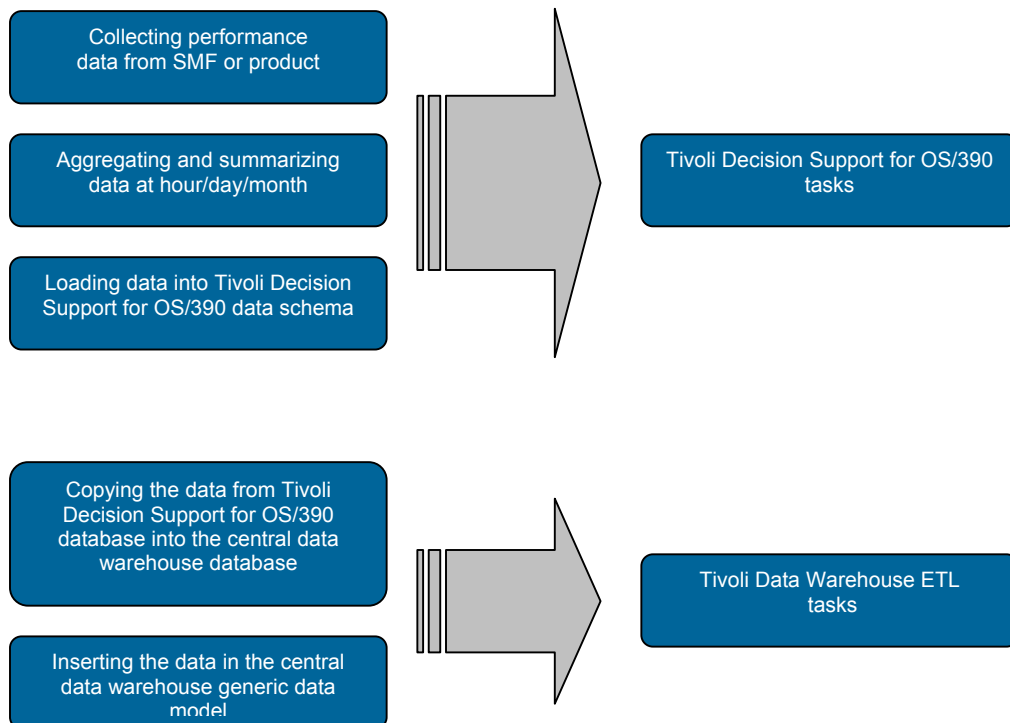 Collecting performance
data from SMF or product
Aggregating and summarizing
data at hour/day/month
Loading data into Tivoli Decision
Support for OS/390 data schema
Tivoli Decision Support for OS/390
tasks
Copying the data from Tivoli
Decision Support for OS/390
database into the central data
warehouse database
Inserting the data in the central
data warehouse generic data
model
Tivoli Data Warehouse ETL
tasks